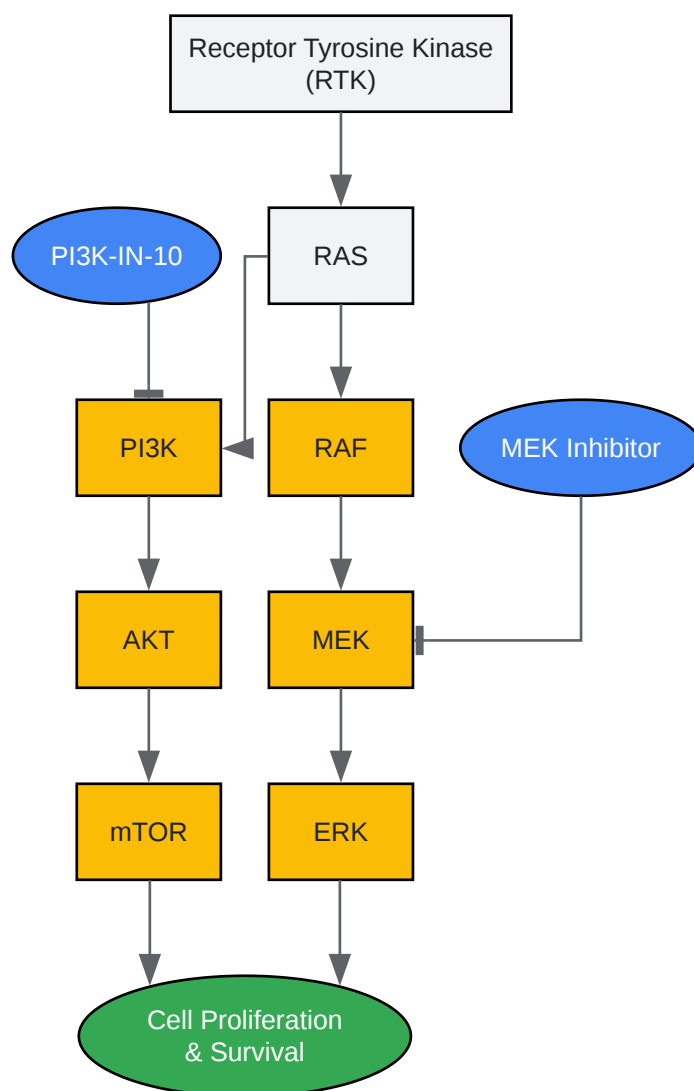 Receptor Tyrosine Kinase
(RTK)
PI3K-IN-10
RAS
PI3K
RAF
MEK Inhibitor
AKT
MEK
mTOR
ERK
Cell Proliferation
& Survival